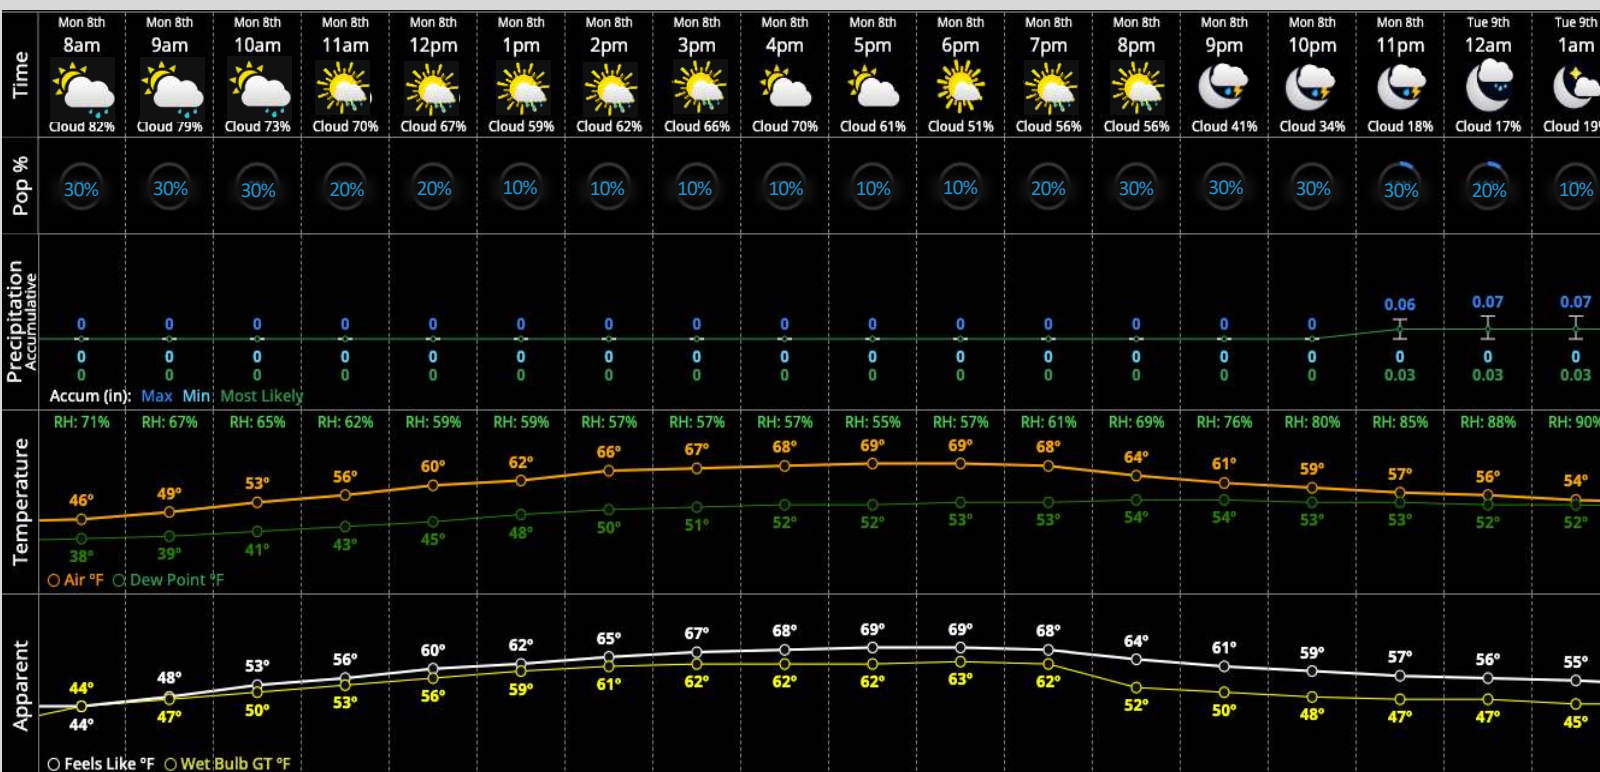 Mon 8th Mon 8th Mon 8th Mon 8th Mon 8th Mon 8th Mon 8th Mon 8th Mon 8th Mon 8th Mon 8th Mon 8th Mon 8th Mon 8th Mon 8th Mon 8th Tue 9th Tue 9th
Time 8am 9am 10am 11am 12pm 1pm 2pm 3pm 4pm 5pm 6pm 7pm 8pm 9pm 10pm 11pm 12am 1am
Cloud 82% Cloud 79% Cloud 73% Cloud 70% Cloud 67% Cloud 59% Cloud 62% Cloud 66% Cloud 70% Cloud 61% Cloud 51% Cloud 56% Cloud 56% Cloud 41% Cloud 34% Cloud 18% Cloud 17% Cloud 19%
Pop % 30% 30% 30% 20% 20% 10% 10% 10% 10% 10% 10% 20% 30% 30% 30% 30% 20% 10%
Precipitation
Accumulative
0 0 0 0 0 0 0 0 0 0 0 0 0 0 0 0.06 0.07 0.07
0 0 0 0 0 0 0 0 0 0 0 0 0 0 0 0 0 0
0 0 0 0 0 0 0 0 0 0 0 0 0 0 0 0.03 0.03 0.03
Accum (in): Max Min Most Likely
Temperature
RH: 71% RH: 67% RH: 65% RH: 62% RH: 59% RH: 59% RH: 57% RH: 57% RH: 57% RH: 55% RH: 57% RH: 61% RH: 69% RH: 76% RH: 80% RH: 85% RH: 88% RH: 90%
46° 49° 53° 56° 60° 62° 66° 67° 68° 69° 69° 68° 64° 61° 59° 57° 56° 54°
38° 39° 41° 43° 45° 48° 50° 51° 52° 52° 53° 53° 54° 54° 53° 53° 52° 52°
Air ºF Dew Point ºF
Apparent
44° 48° 53° 56° 60° 62° 65° 67° 68° 69° 69° 68° 64° 61° 59° 57° 56° 55°
44° 47° 50° 53° 56° 59° 61° 62° 62° 62° 63° 62° 52° 50° 48° 47° 47° 45°
Feels Like ºF Wet Bulb GT ºF